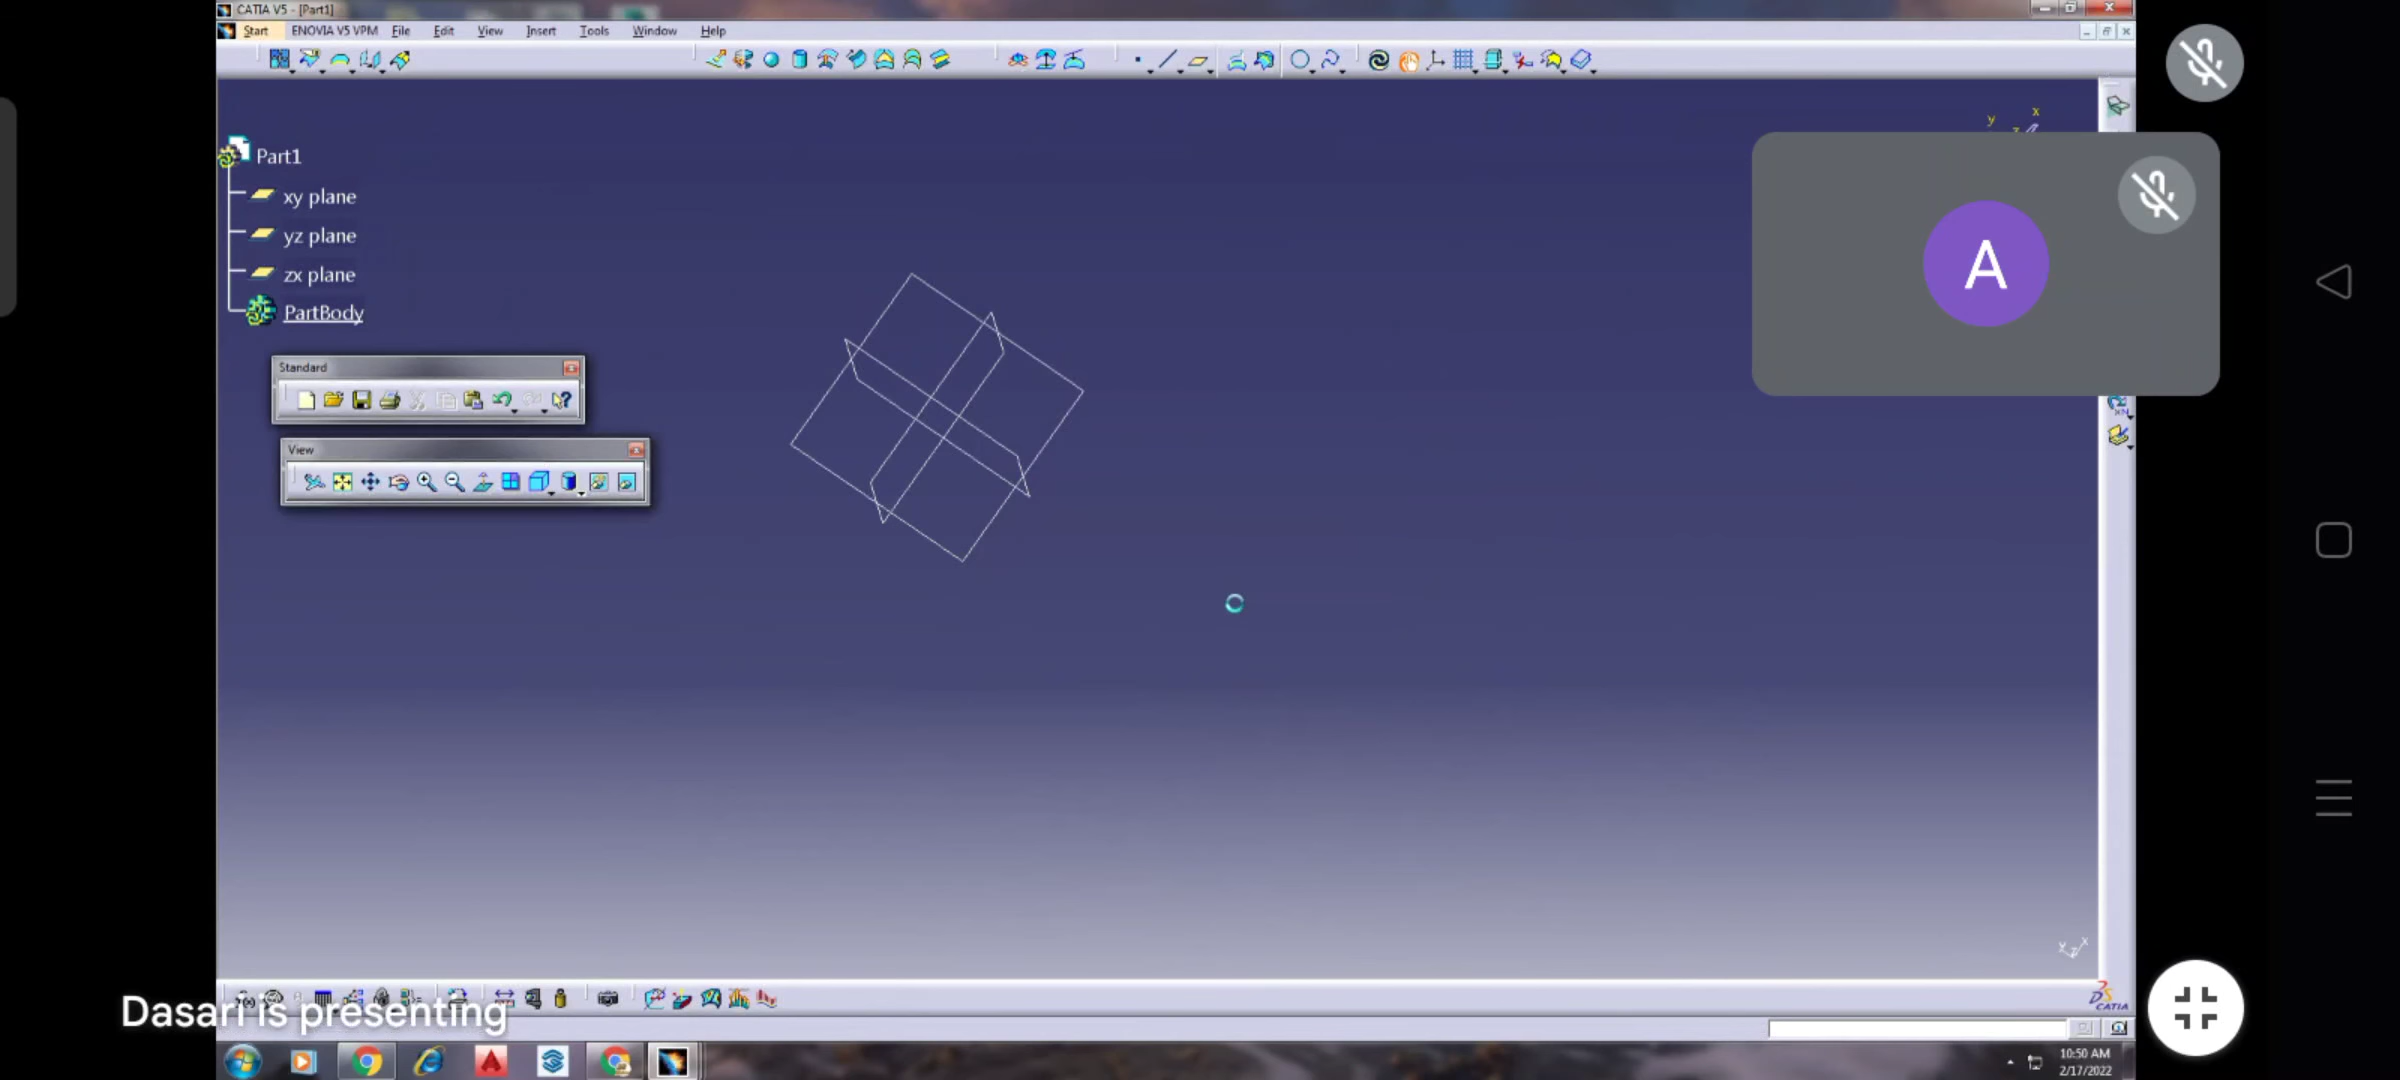 CATIA V5 - [Part1]
Start ENOVIA V5 VPM File Edit View Insert Tools Window Help
x
y
z
Part1
xy plane
yz plane
zx plane
PartBody
Standard
View
A
Dasari is presenting
CATIA
10:50 AM
2/17/2022